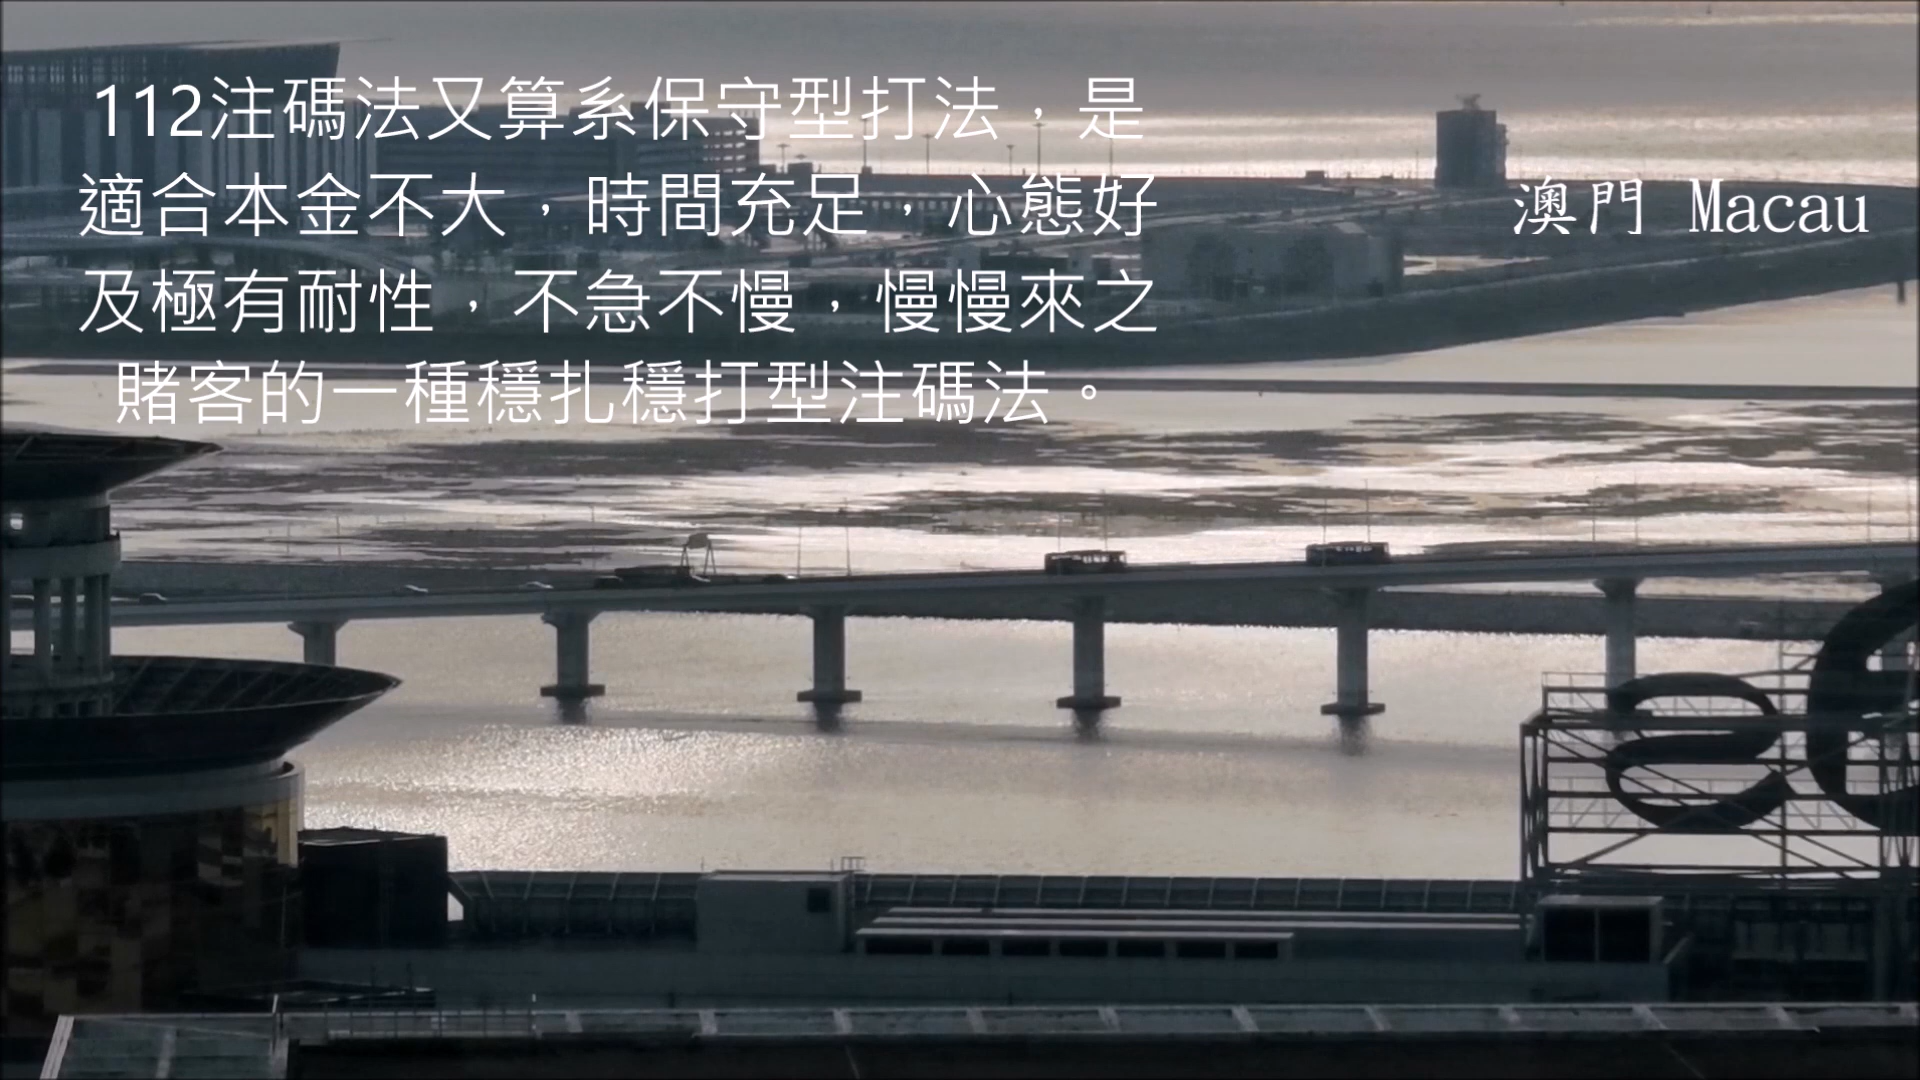 112注碼法又算系保守型打法，是
適合本金不大，時間充足，心態好
及極有耐性，不急不慢，慢慢來之
賭客的一種穩扎穩打型注碼法。
澳門 Macau